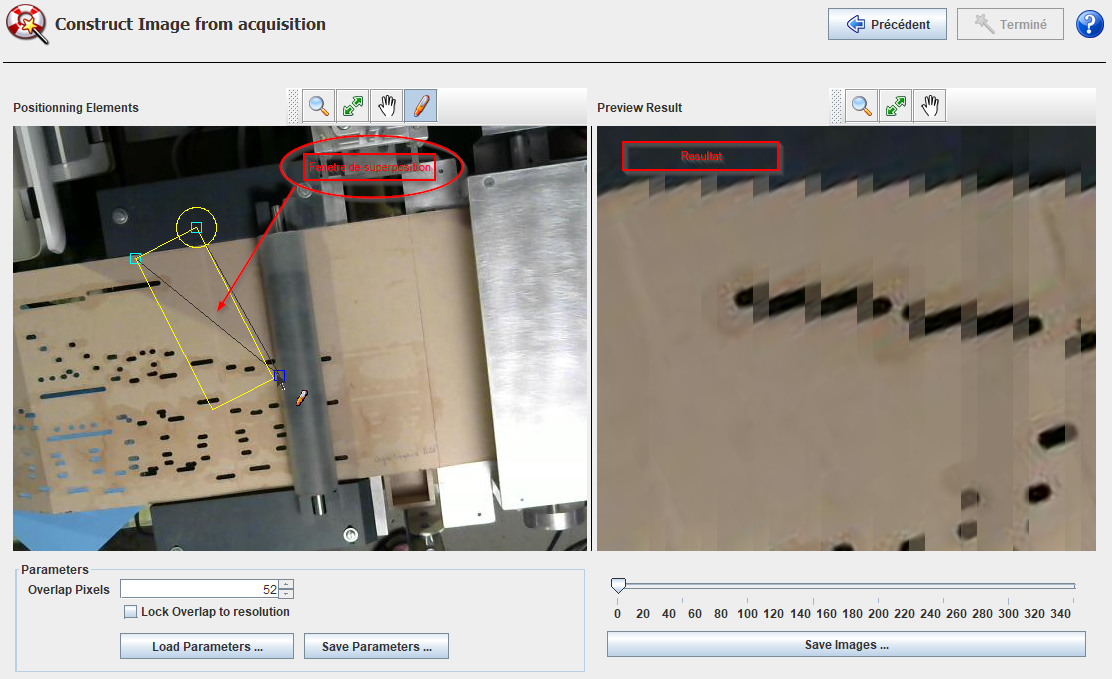 Construct Image from acquisition
Précédent
Terminé
Positionning Elements
Preview Result
Fenetre de superposition
Resultat
Parameters
Overlap Pixels 52
Lock Overlap to resolution
Load Parameters ...
Save Parameters ...
0 20 40 60 80 100 120 140 160 180 200 220 240 260 280 300 320 340
Save Images ...